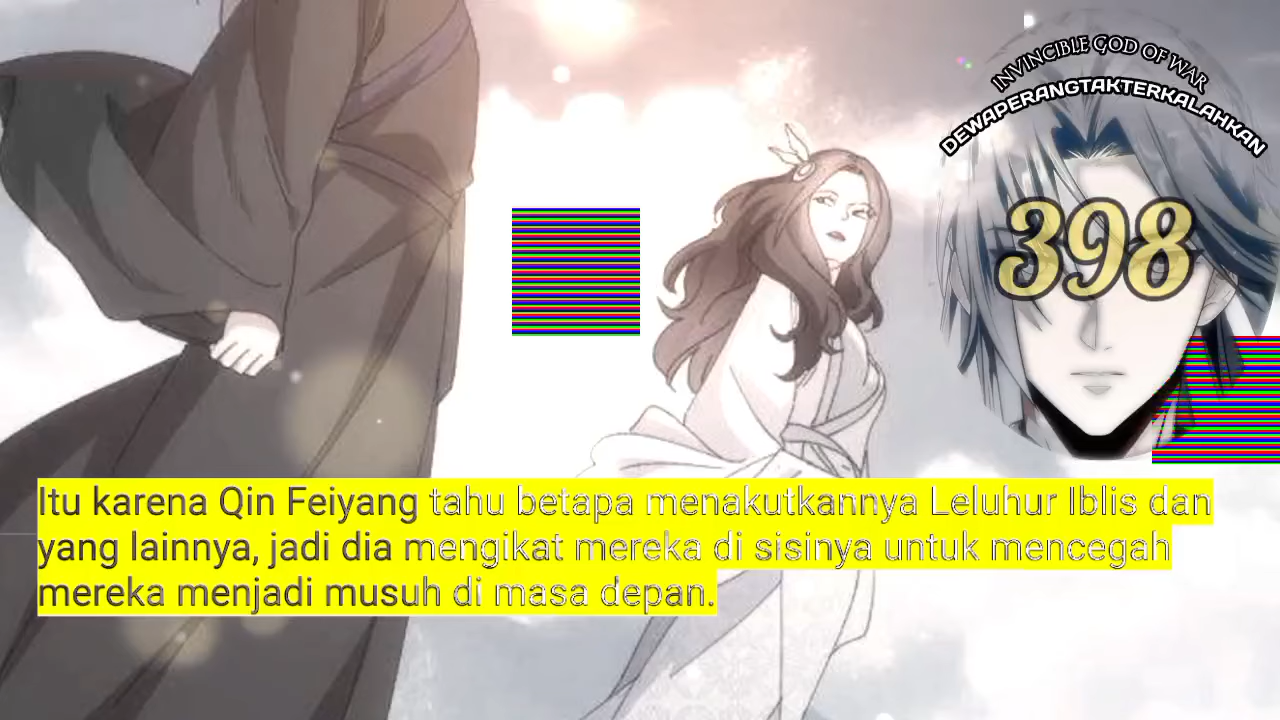 INVINCIBLE GOD OF WAR
DEWAPERANGTAKTERKALAHKAN
398
Itu karena Qin Feiyang tahu betapa menakutkannya Leluhur Iblis dan
yang lainnya, jadi dia mengikat mereka di sisinya untuk mencegah
mereka menjadi musuh di masa depan.